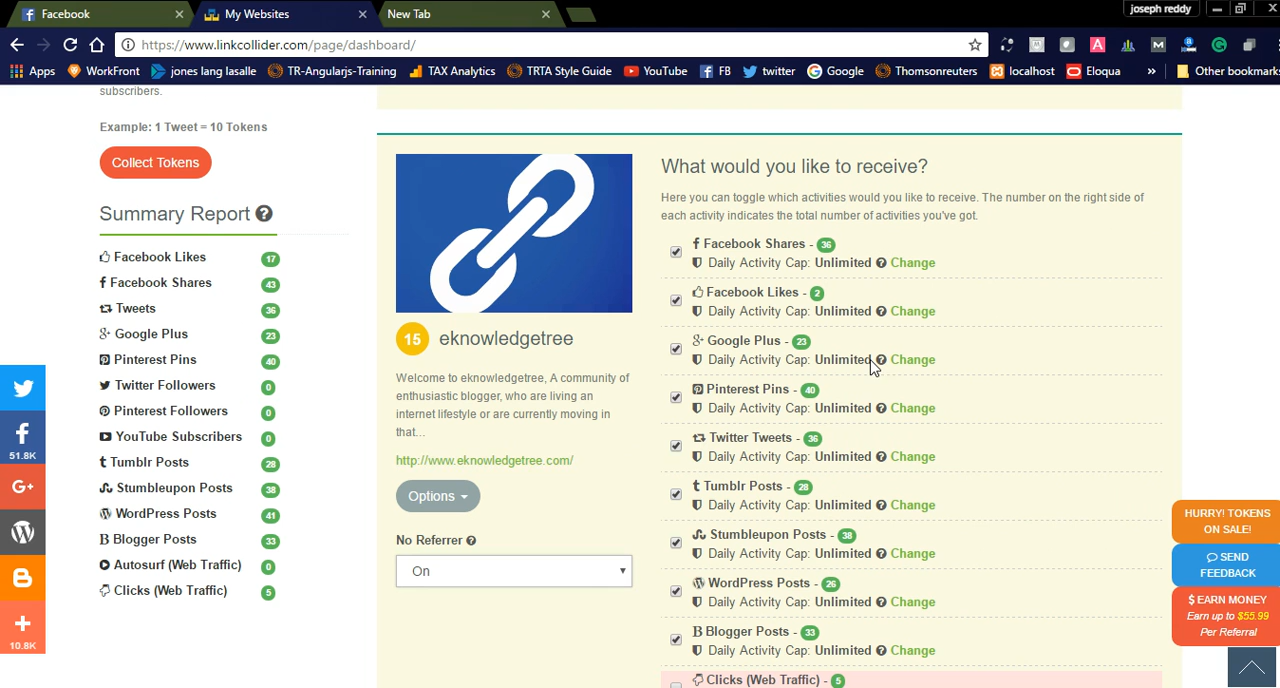 Facebook
My Websites
New Tab
joseph reddy
https://www.linkcollider.com/page/dashboard/
Apps
WorkFront
jones lang lasalle
TR-Angularjs-Training
TAX Analytics
TRTA Style Guide
YouTube
FB
twitter
Google
Thomsonreuters
localhost
Eloqua
»
Other bookmarks
subscribers.
Example: 1 Tweet = 10 Tokens
Collect Tokens
Summary Report
Facebook Likes 17
Facebook Shares 43
Tweets 36
Google Plus 23
Pinterest Pins 40
Twitter Followers 0
Pinterest Followers 0
YouTube Subscribers 0
Tumblr Posts 28
Stumbleupon Posts 38
WordPress Posts 41
Blogger Posts 33
Autosurf (Web Traffic) 0
Clicks (Web Traffic) 5
51.8K
G+
10.8K
15 eknowledgetree
Welcome to eknowledgetree, A community of
enthusiastic blogger, who are living an
internet lifestyle or are currently moving in
that...
http://www.eknowledgetree.com/
Options
No Referrer
On
What would you like to receive?
Here you can toggle which activities would you like to receive. The number on the right side of
each activity indicates the total number of activities you've got.
Facebook Shares - 36
Daily Activity Cap: Unlimited Change
Facebook Likes - 2
Daily Activity Cap: Unlimited Change
Google Plus - 23
Daily Activity Cap: Unlimited Change
Pinterest Pins - 40
Daily Activity Cap: Unlimited Change
Twitter Tweets - 36
Daily Activity Cap: Unlimited Change
Tumblr Posts - 28
Daily Activity Cap: Unlimited Change
Stumbleupon Posts - 38
Daily Activity Cap: Unlimited Change
WordPress Posts - 26
Daily Activity Cap: Unlimited Change
Blogger Posts - 33
Daily Activity Cap: Unlimited Change
Clicks (Web Traffic) - 5
HURRY! TOKENS
ON SALE!
SEND
FEEDBACK
$ EARN MONEY
Earn up to $55.99
Per Referral